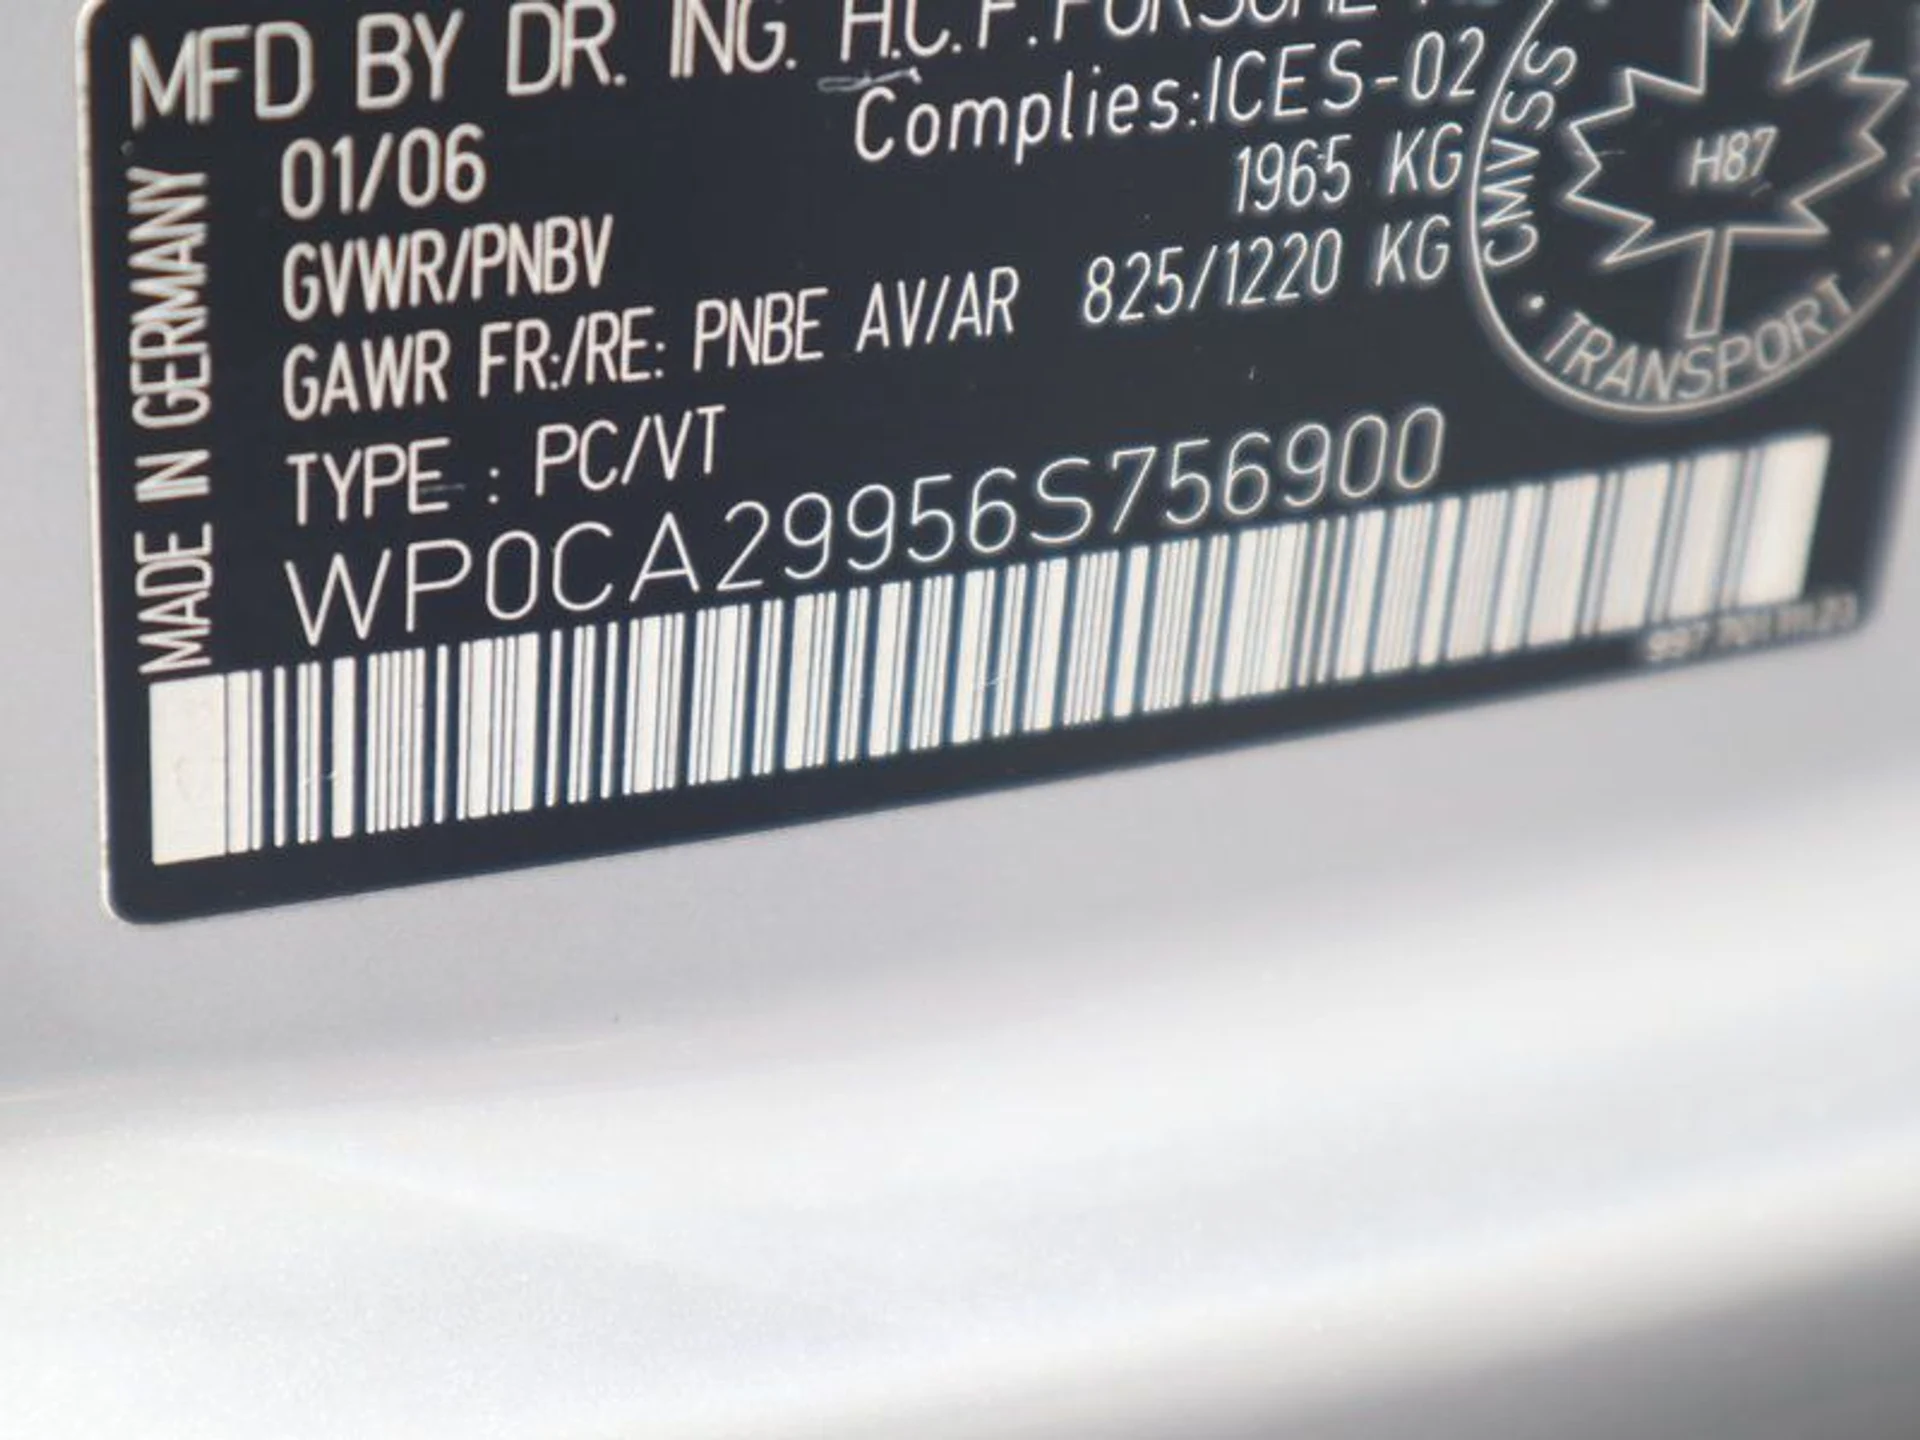 MFD BY DR. ING. H.C. F. PORSCHE
Complies:ICES-02
01/06
1965 KG
GVWR/PNBV
GAWR FR:/RE: PNBE AV/AR 825/1220 KG
TYPE : PC/VT
WP0CA29956S756900
MADE IN GERMANY
CMVSS
H87
· TRANSPORT ·